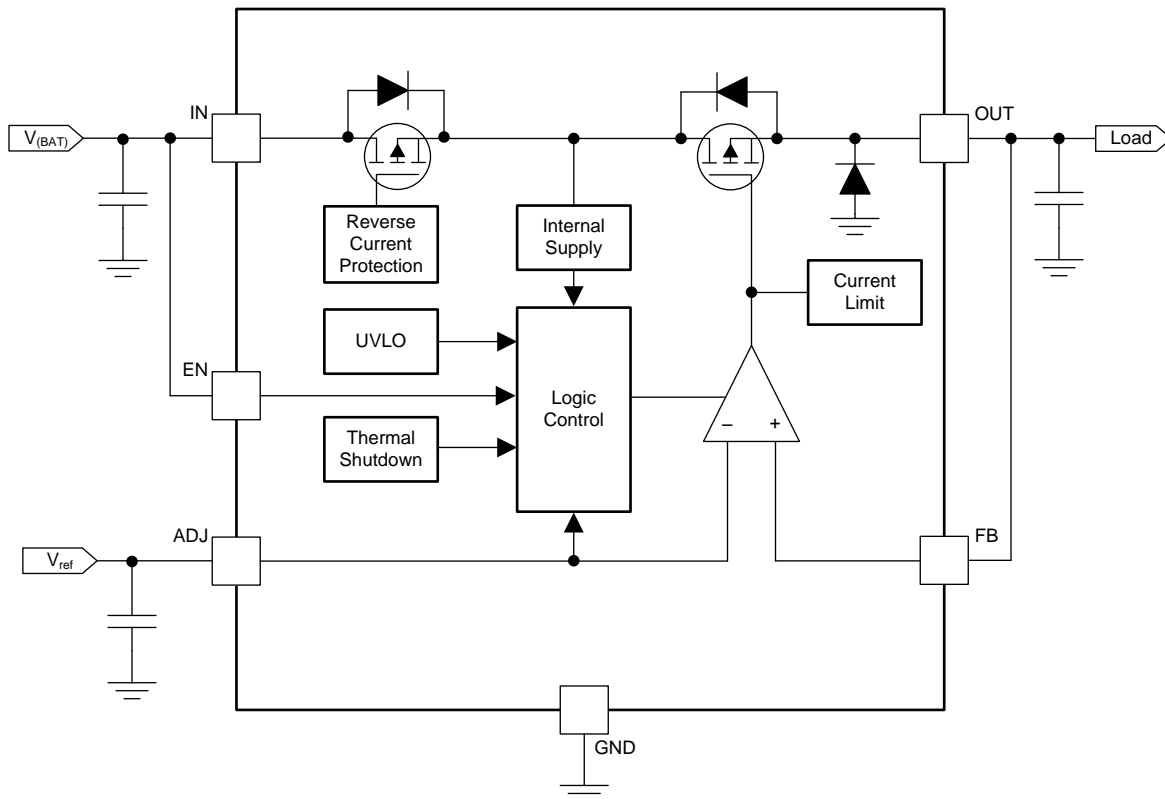 IN
OUT
V(BAT)
Load
Reverse
Current
Protection
Internal
Supply
Current
Limit
UVLO
EN
Logic
Control
– +
Thermal
Shutdown
ADJ
FB
Vref
GND